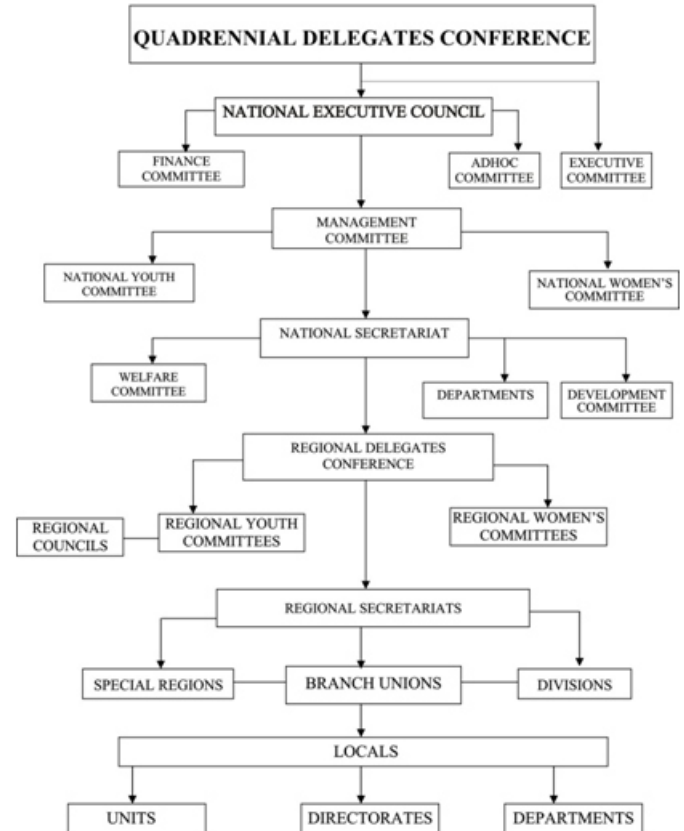 QUADRENNIAL DELEGATES CONFERENCE
NATIONAL EXECUTIVE COUNCIL
FINANCE
COMMITTEE
ADHOC
COMMITTEE
EXECUTIVE
COMMITTEE
MANAGEMENT
COMMITTEE
NATIONAL YOUTH
COMMITTEE
NATIONAL WOMEN'S
COMMITTEE
NATIONAL SECRETARIAT
WELFARE
COMMITTEE
DEPARTMENTS
DEVELOPMENT
COMMITTEE
REGIONAL DELEGATES
CONFERENCE
REGIONAL
COUNCILS
REGIONAL YOUTH
COMMITTEES
REGIONAL WOMEN'S
COMMITTEES
REGIONAL SECRETARIATS
SPECIAL REGIONS
BRANCH UNIONS
DIVISIONS
LOCALS
UNITS
DIRECTORATES
DEPARTMENTS